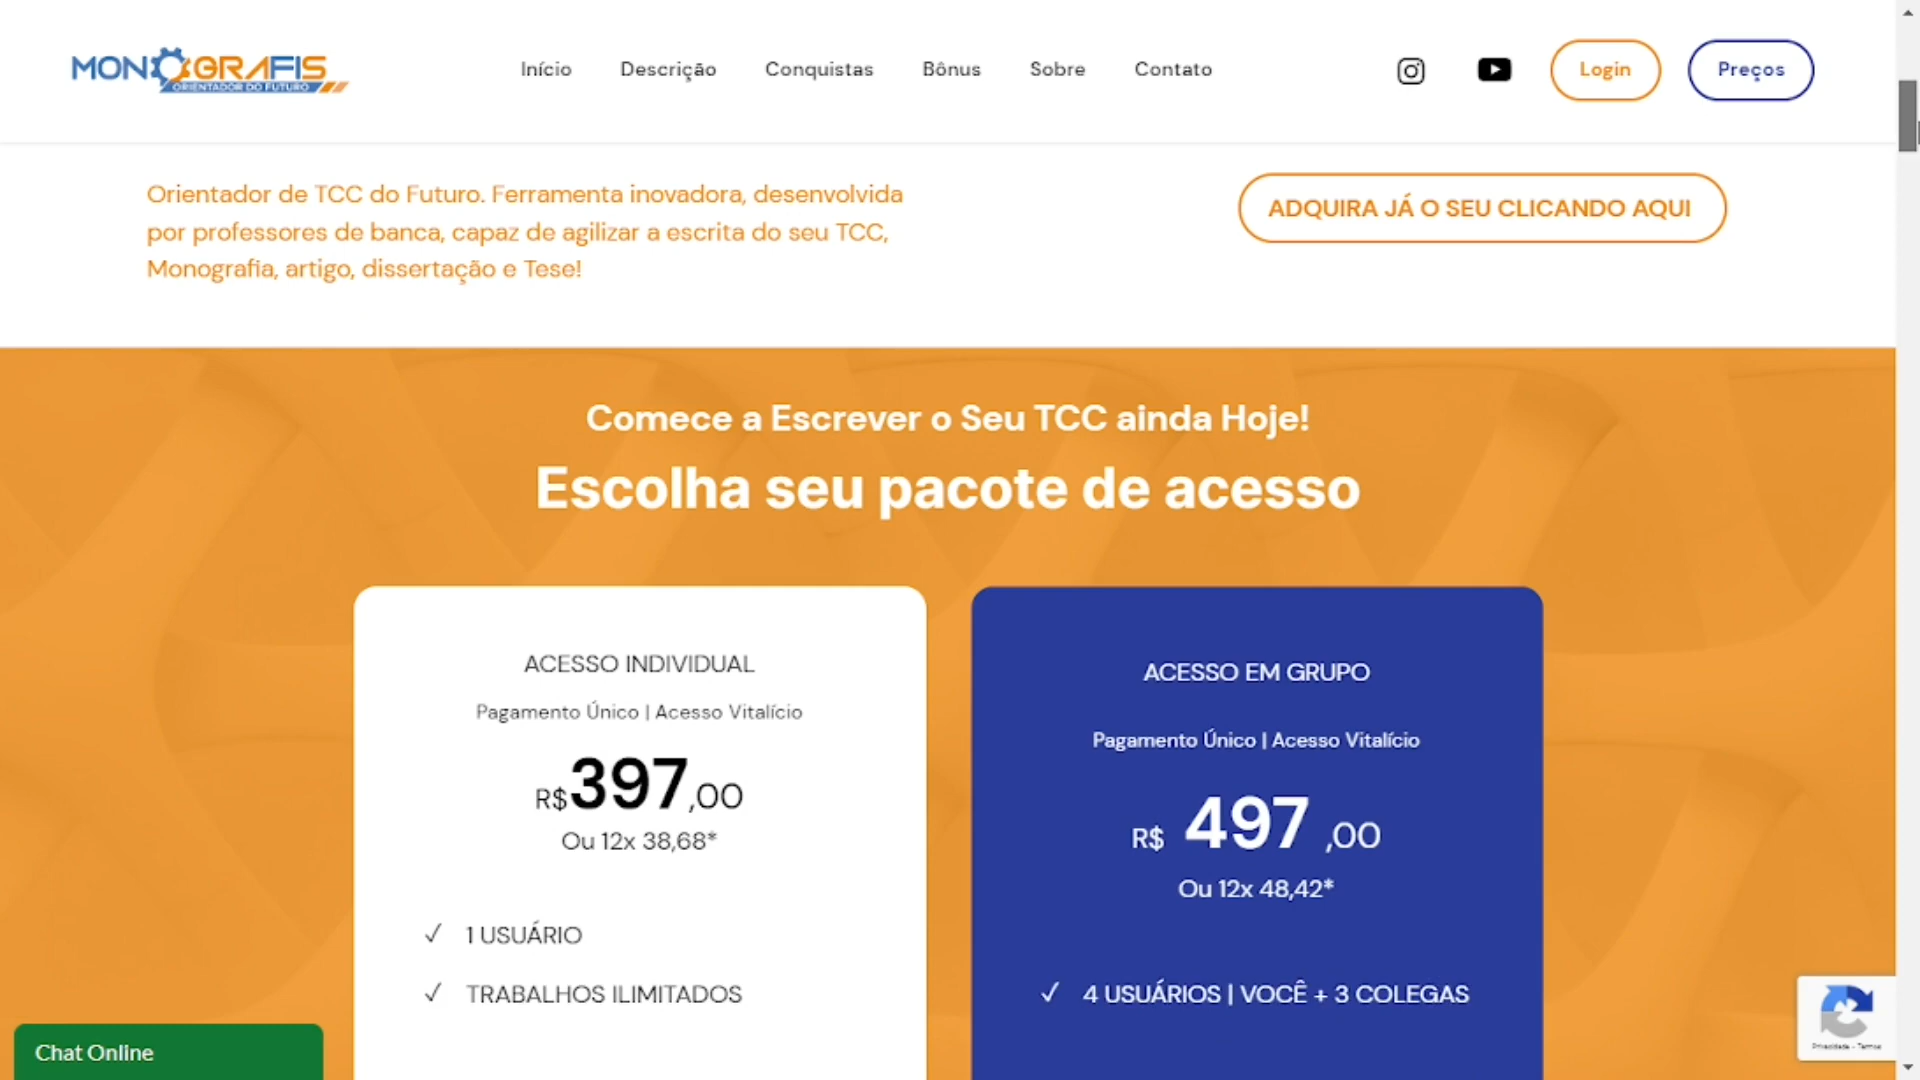 MONOGRAFIS
ORIENTADOR DO FUTURO
Início
Descrição
Conquistas
Bônus
Sobre
Contato
Login
Preços
Orientador de TCC do Futuro. Ferramenta inovadora, desenvolvida
por professores de banca, capaz de agilizar a escrita do seu TCC,
Monografia, artigo, dissertação e Tese!
ADQUIRA JÁ O SEU CLICANDO AQUI
Comece a Escrever o Seu TCC ainda Hoje!
Escolha seu pacote de acesso
ACESSO INDIVIDUAL
Pagamento Único | Acesso Vitalício
R$397,00
Ou 12x 38,68*
✓ 1 USUÁRIO
✓ TRABALHOS ILIMITADOS
ACESSO EM GRUPO
Pagamento Único | Acesso Vitalício
R$ 497 ,00
Ou 12x 48,42*
✓ 4 USUÁRIOS | VOCÊ + 3 COLEGAS
Chat Online
Privacidade - Termos